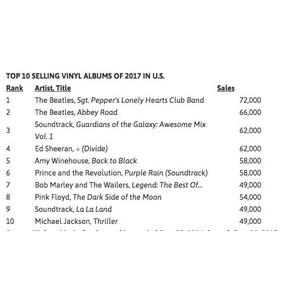 TOP 10 SELLING VINYL ALBUMS OF 2017 IN U.S.
Rank Artist, Title Sales
1 The Beatles, Sgt. Pepper's Lonely Hearts Club Band 72,000
2 The Beatles, Abbey Road 66,000
3 Soundtrack, Guardians of the Galaxy: Awesome Mix 62,000
Vol. 1
4 Ed Sheeran, ÷ (Divide) 62,000
5 Amy Winehouse, Back to Black 58,000
6 Prince and the Revolution, Purple Rain (Soundtrack) 58,000
7 Bob Marley and The Wailers, Legend: The Best Of... 49,000
8 Pink Floyd, The Dark Side of the Moon 54,000
9 Soundtrack, La La Land 49,000
10 Michael Jackson, Thriller 49,000